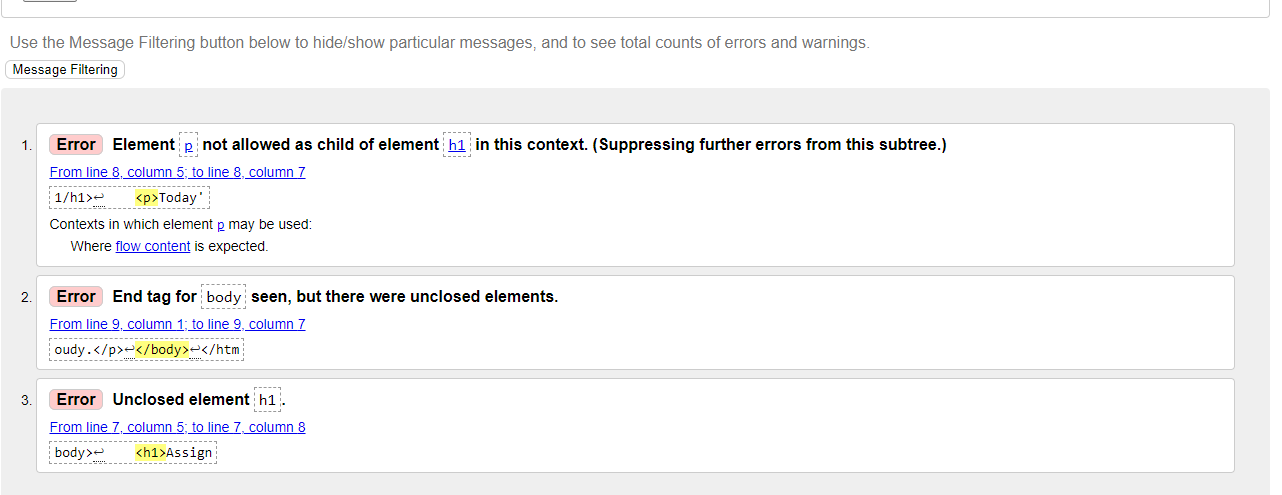 Use the Message Filtering button below to hide/show particular messages, and to see total counts of errors and warnings.
Message Filtering
1. Error Element p not allowed as child of element h1 in this context. (Suppressing further errors from this subtree.)
From line 8, column 5; to line 8, column 7
1/h1>↩ <p>Today'
Contexts in which element p may be used:
Where flow content is expected.
2. Error End tag for body seen, but there were unclosed elements.
From line 9, column 1; to line 9, column 7
oudy.</p>↩</body>↩</htm
3. Error Unclosed element h1.
From line 7, column 5; to line 7, column 8
body>↩ <h1>Assign